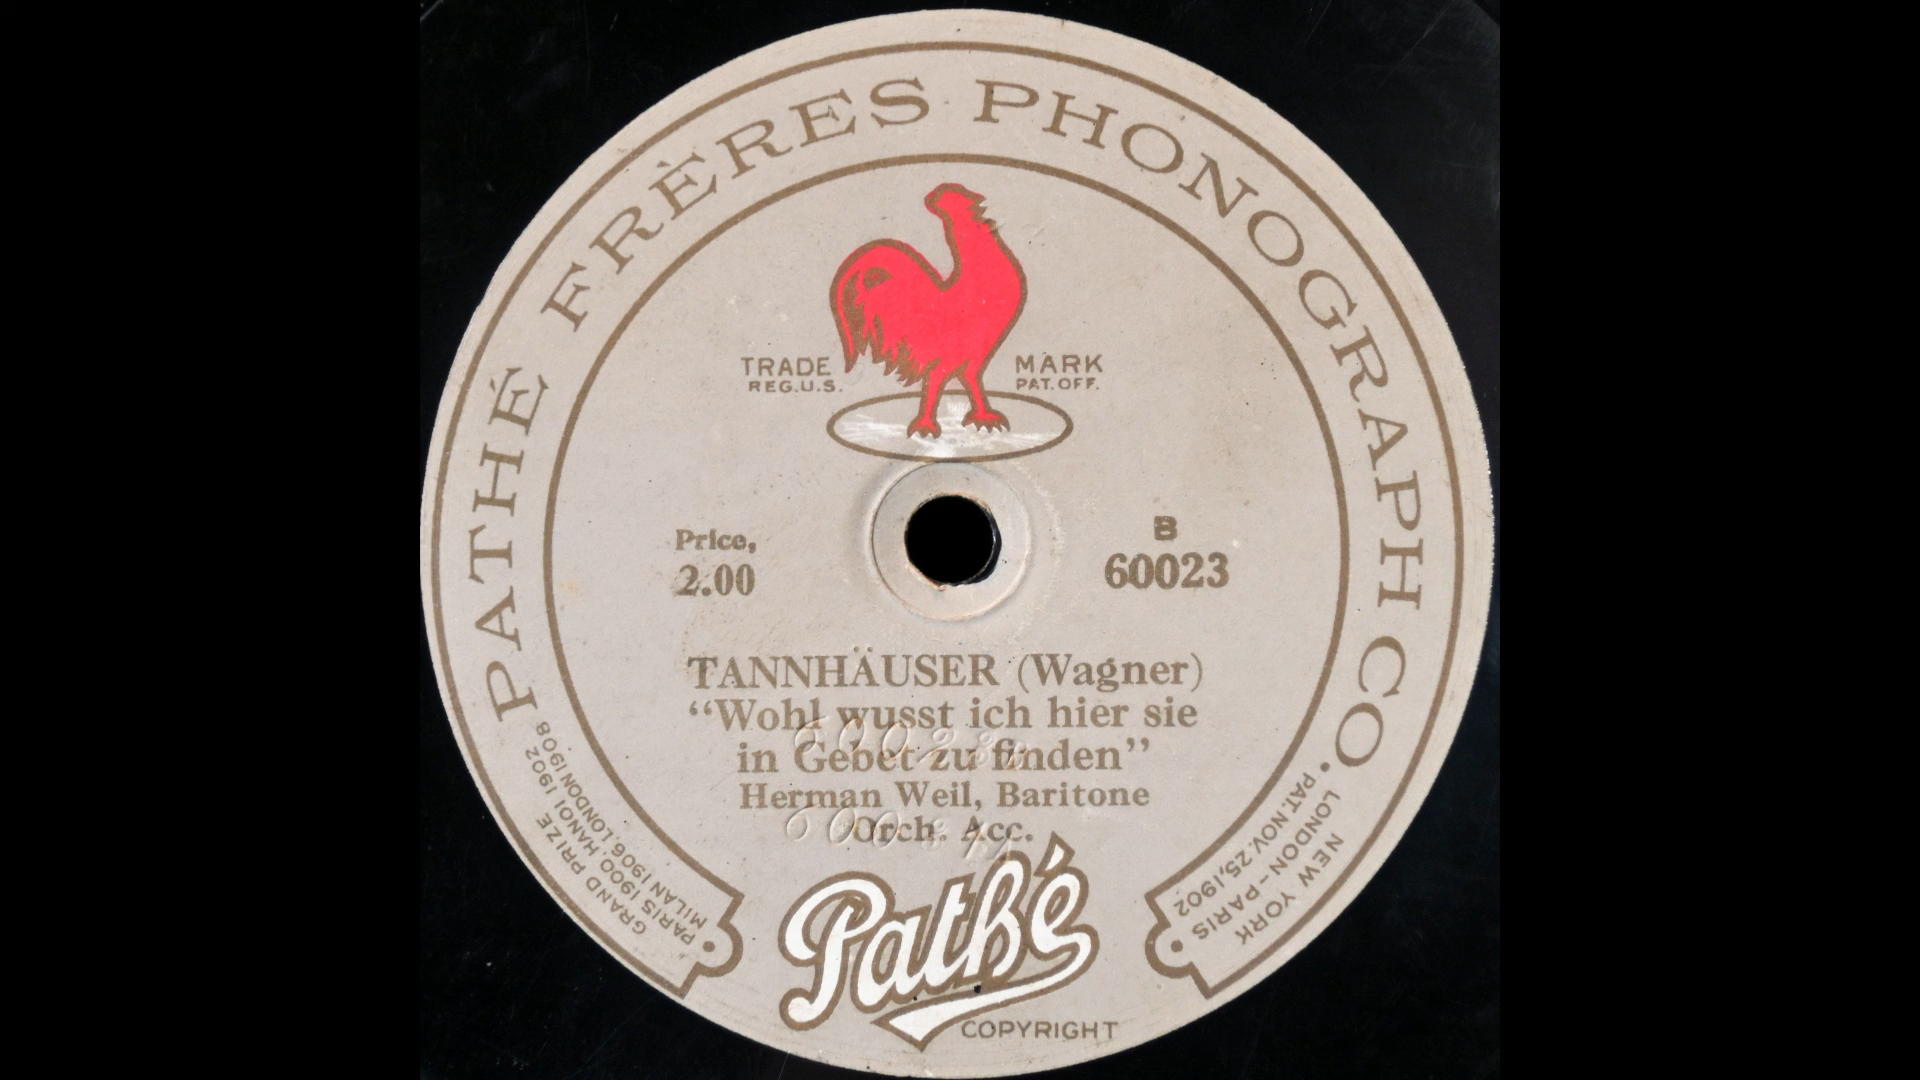 PATHÉ FRÈRES PHONOGRAPH CO.
TRADE MARK
REG.U.S. PAT.OFF.
Price,
2.00
B
60023
TANNHÄUSER (Wagner)
“Wohl wusst ich hier sie
in Gebet zu finden”
Herman Weil, Baritone
Orch. Acc.
Pathé
COPYRIGHT
GRAND PRIZE
PARIS 1900, HANOI 1902
MILAN 1906, LONDON 1908
NEW YORK
LONDON – PARIS
PAT. NOV. 25, 1902